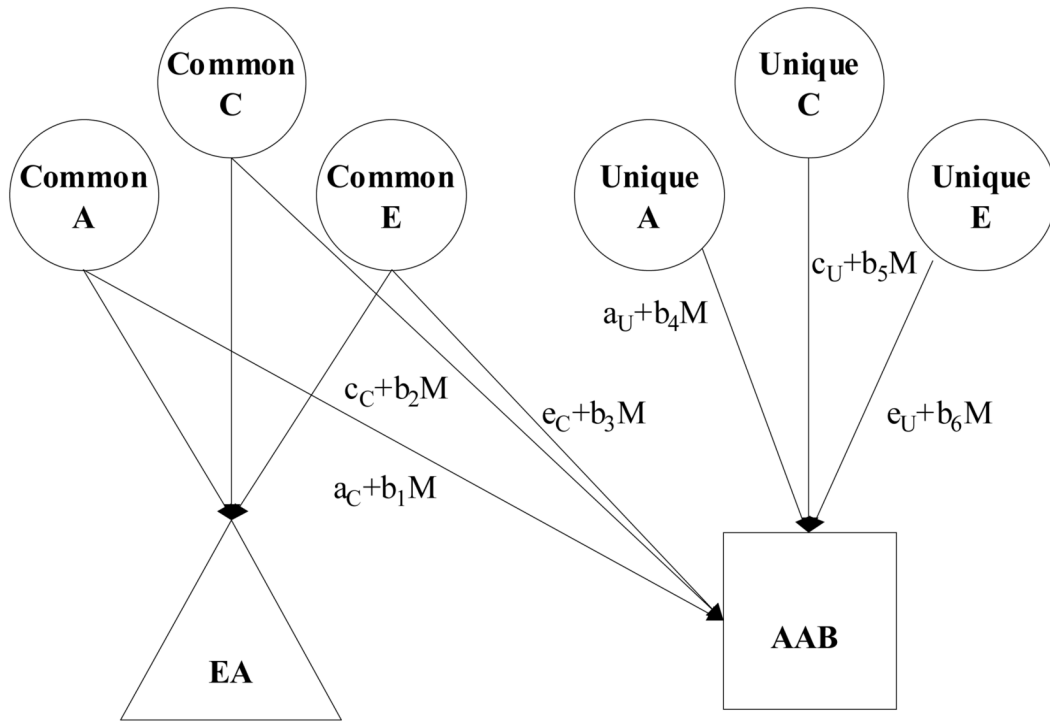 Common
C
Unique
C
Common
A
Common
E
Unique
A
Unique
E
c_U+b_5M
a_U+b_4M
c_C+b_2M
e_C+b_3M
e_U+b_6M
a_C+b_1M
AAB
EA